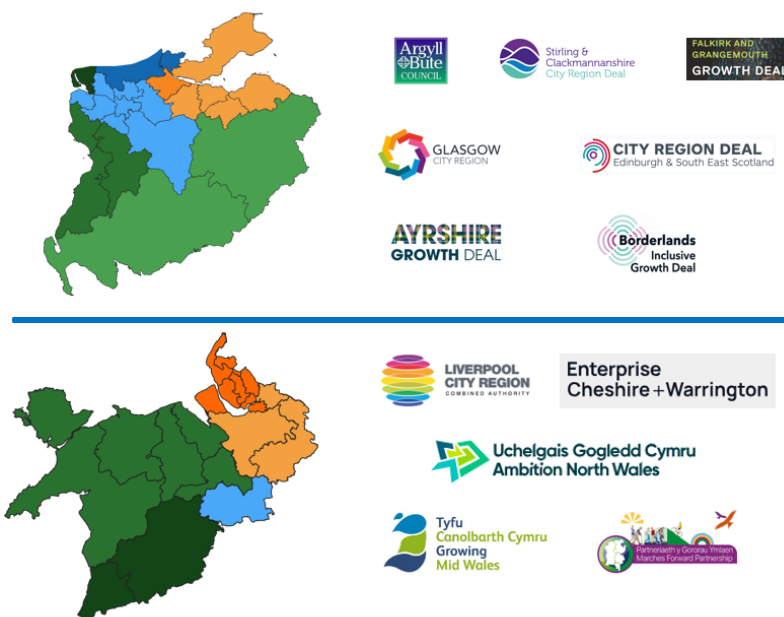 Argyll
&Bute
COUNCIL
Stirling &
Clackmannanshire
City Region Deal
FALKIRK AND
GRANGEMOUTH
GROWTH DEAL
GLASGOW
CITY REGION
CITY REGION DEAL
Edinburgh & South East Scotland
AYRSHIRE
GROWTH DEAL
Borderlands
Inclusive
Growth Deal
LIVERPOOL
CITY REGION
COMBINED AUTHORITY
Enterprise
Cheshire+Warrington
Uchelgais Gogledd Cymru
Ambition North Wales
Tyfu
Canolbarth Cymru
Growing
Mid Wales
Partneriaeth y Gororau Ymlaen
Marches Forward Partnership